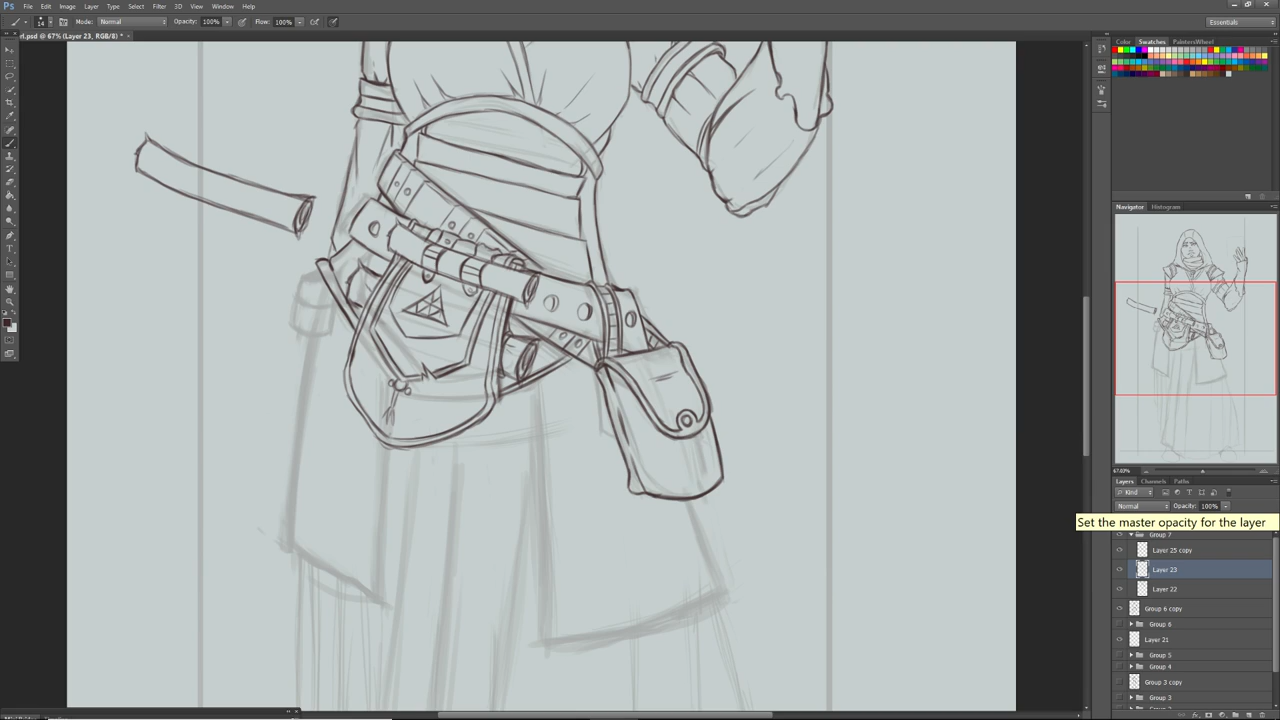 Ps File Edit Image Layer Type Select Filter 3D View Window Help
14 Mode: Normal Opacity: 100% Flow: 100% Essentials
rl.psd @ 67% (Layer 23, RGB/8) *
Color Swatches PaintersWheel
Navigator Histogram
Layers Channels Paths
Kind
Normal Opacity: 100%
Set the master opacity for the layer
Group 7
Layer 25 copy
Layer 23
Layer 22
Group 6 copy
Group 6
Layer 21
Group 5
Group 4
Group 3 copy
Group 3